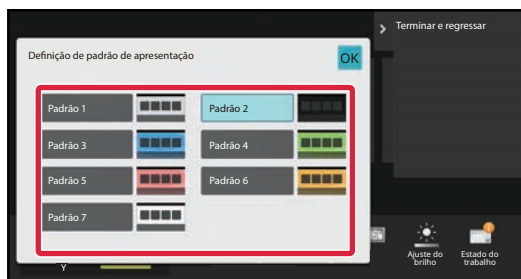 Terminar e regressar
Definição de padrão de apresentação
OK
Padrão 1
Padrão 2
Padrão 3
Padrão 4
Padrão 5
Padrão 6
Padrão 7
Y
Ajuste do
brilho
Estado do
trabalho